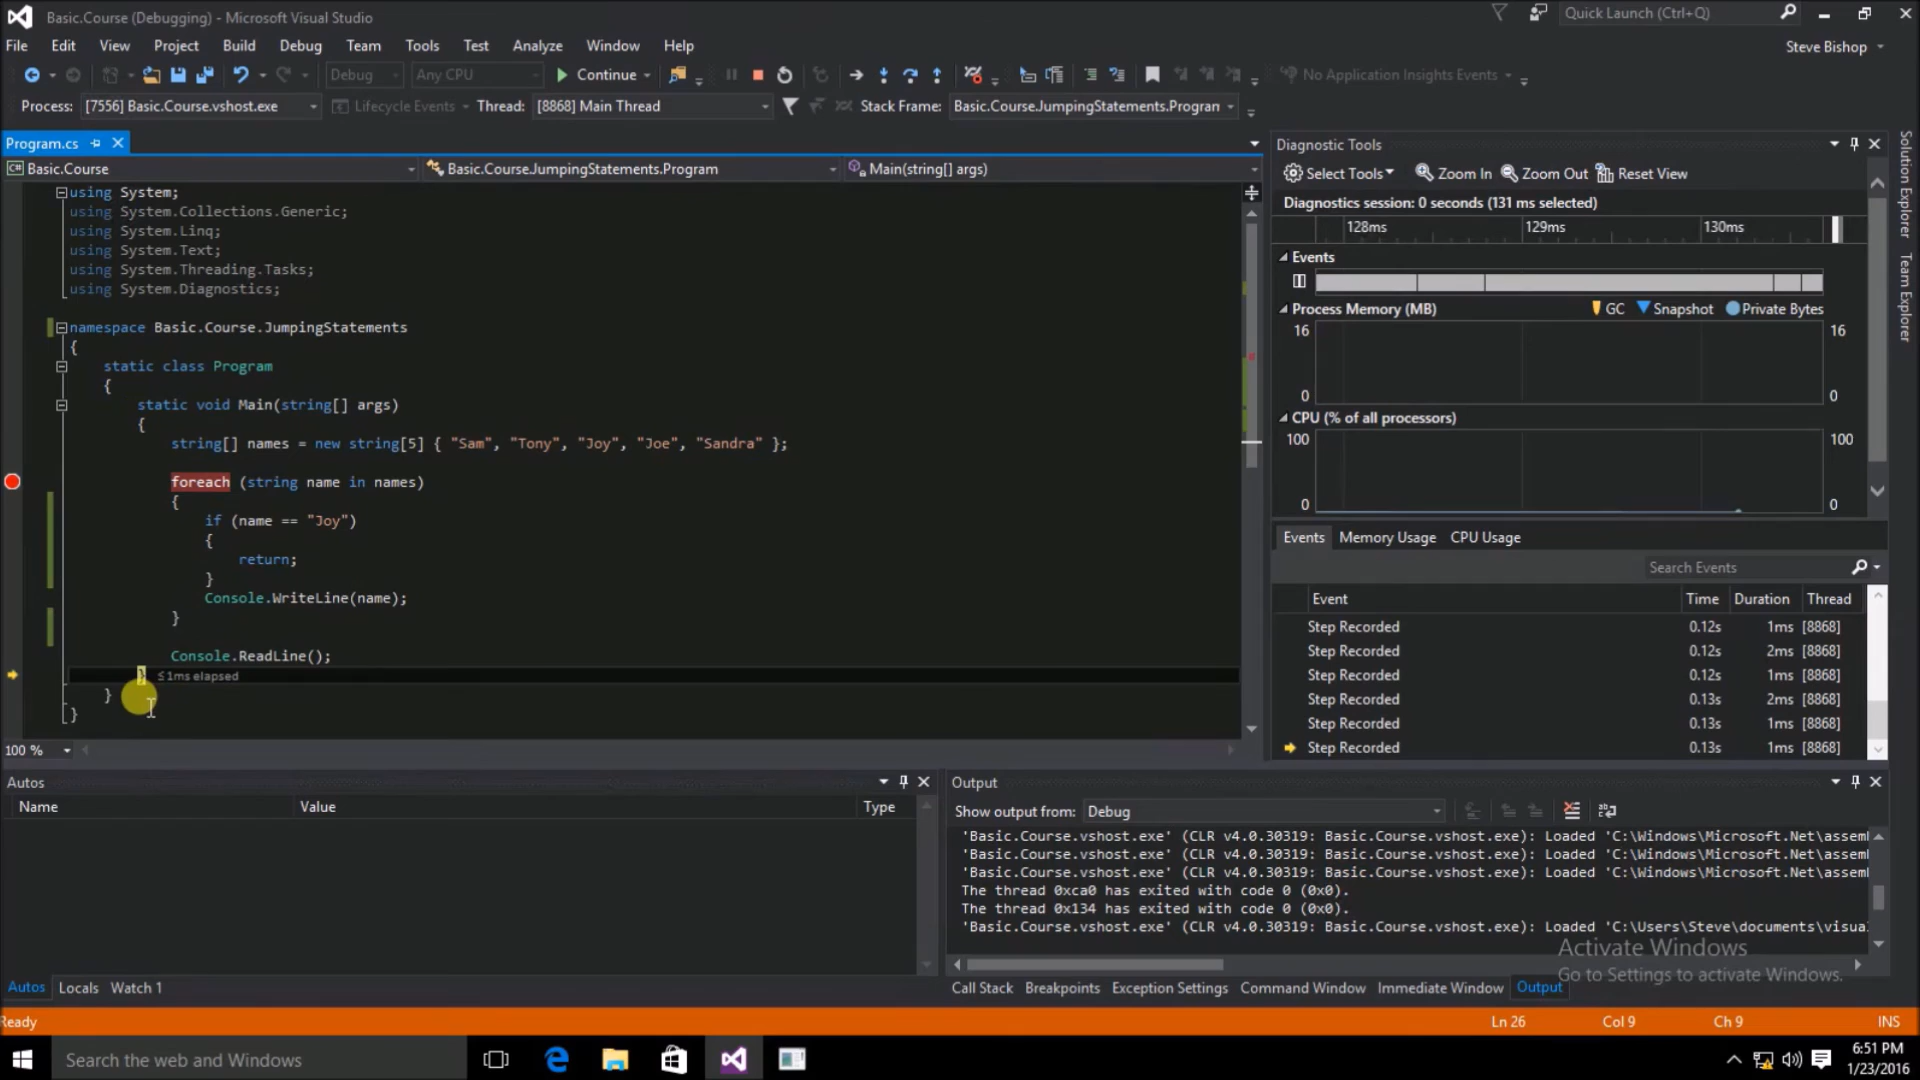 Basic.Course (Debugging) - Microsoft Visual Studio
Quick Launch (Ctrl+Q)
File Edit View Project Build Debug Team Tools Test Analyze Window Help
Steve Bishop
Debug Any CPU Continue No Application Insights Events
Process: [7556] Basic.Course.vshost.exe Lifecycle Events Thread: [8868] Main Thread Stack Frame: Basic.Course.JumpingStatements.Progran
Program.cs
Basic.Course Basic.Course.JumpingStatements.Program Main(string[] args)
using System;
using System.Collections.Generic;
using System.Linq;
using System.Text;
using System.Threading.Tasks;
using System.Diagnostics;
namespace Basic.Course.JumpingStatements
{
static class Program
{
static void Main(string[] args)
{
string[] names = new string[5] { "Sam", "Tony", "Joy", "Joe", "Sandra" };
foreach (string name in names)
{
if (name == "Joy")
{
return;
}
Console.WriteLine(name);
}
Console.ReadLine();
} ≤1ms elapsed
}
}
100 %
Diagnostic Tools
Select Tools Zoom In Zoom Out Reset View
Diagnostics session: 0 seconds (131 ms selected)
128ms 129ms 130ms
Events
Process Memory (MB) GC Snapshot Private Bytes
16 16
0 0
CPU (% of all processors)
100 100
0 0
Events Memory Usage CPU Usage
Search Events
Event Time Duration Thread
Step Recorded 0.12s 1ms [8868]
Step Recorded 0.12s 2ms [8868]
Step Recorded 0.12s 1ms [8868]
Step Recorded 0.13s 2ms [8868]
Step Recorded 0.13s 1ms [8868]
Step Recorded 0.13s 1ms [8868]
Solution Explorer
Team Explorer
Autos
Name Value Type
Autos Locals Watch 1
Output
Show output from: Debug
'Basic.Course.vshost.exe' (CLR v4.0.30319: Basic.Course.vshost.exe): Loaded 'C:\Windows\Microsoft.Net\assem
'Basic.Course.vshost.exe' (CLR v4.0.30319: Basic.Course.vshost.exe): Loaded 'C:\Windows\Microsoft.Net\assem
'Basic.Course.vshost.exe' (CLR v4.0.30319: Basic.Course.vshost.exe): Loaded 'C:\Windows\Microsoft.Net\assem
The thread 0xca0 has exited with code 0 (0x0).
The thread 0x134 has exited with code 0 (0x0).
'Basic.Course.vshost.exe' (CLR v4.0.30319: Basic.Course.vshost.exe): Loaded 'C:\Users\Steve\documents\visua
Activate Windows
Go to Settings to activate Windows.
Call Stack Breakpoints Exception Settings Command Window Immediate Window Output
Ready Ln 26 Col 9 Ch 9 INS
Search the web and Windows
6:51 PM
1/23/2016